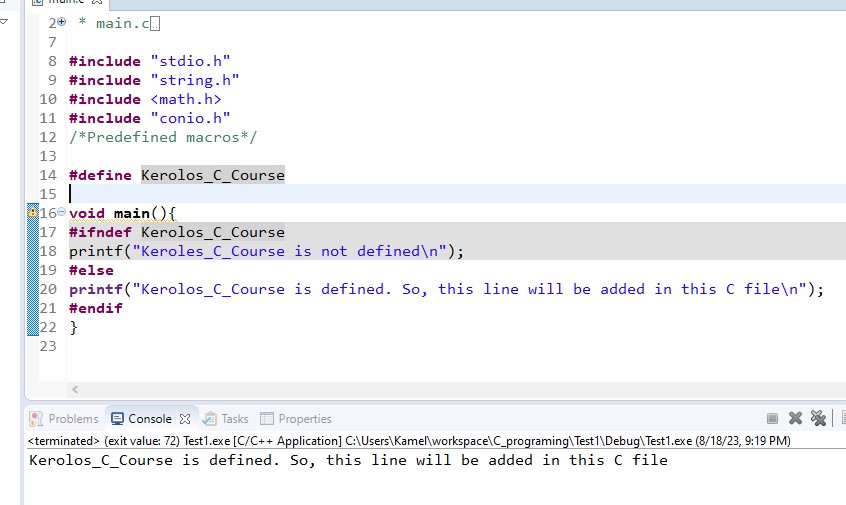 main.c
2 * main.c
7
8 #include "stdio.h"
9 #include "string.h"
10 #include <math.h>
11 #include "conio.h"
12 /*Predefined macros*/
13
14 #define Kerolos_C_Course
15
16 void main(){
17 #ifndef Kerolos_C_Course
18 printf("Keroles_C_Course is not defined\n");
19 #else
20 printf("Kerolos_C_Course is defined. So, this line will be added in this C file\n");
21 #endif
22 }
23
Problems Console Tasks Properties
<terminated> (exit value: 72) Test1.exe [C/C++ Application] C:\Users\Kamel\workspace\C_programing\Test1\Debug\Test1.exe (8/18/23, 9:19 PM)
Kerolos_C_Course is defined. So, this line will be added in this C file